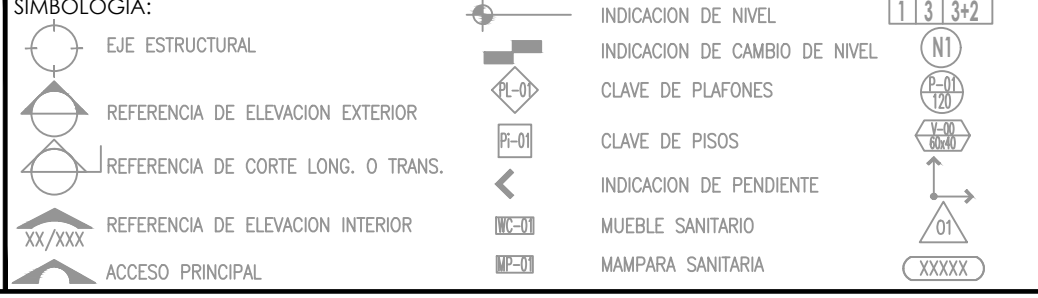 SIMBOLOGÍA:
EJE ESTRUCTURAL
REFERENCIA DE ELEVACION EXTERIOR
REFERENCIA DE CORTE LONG. O TRANS.
XX/XXX
REFERENCIA DE ELEVACION INTERIOR
ACCESO PRINCIPAL
INDICACION DE NIVEL
INDICACION DE CAMBIO DE NIVEL
PL-01 CLAVE DE PLAFONES
Pi-01 CLAVE DE PISOS
INDICACION DE PENDIENTE
WC-01 MUEBLE SANITARIO
MP-01 MAMPARA SANITARIA
1 3 3+2
N1
P-01
120
V-00
60x40
01
XXXXX